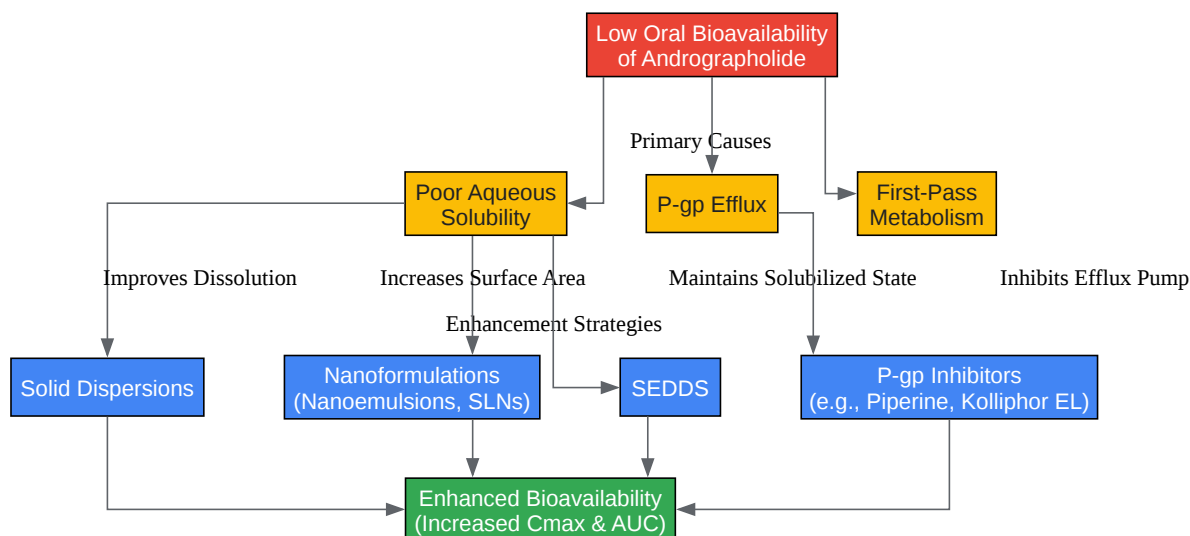 Low Oral Bioavailability
of Andrographolide
Primary Causes
Poor Aqueous
Solubility
P-gp Efflux
First-Pass
Metabolism
Improves Dissolution
Increases Surface Area
Maintains Solubilized State
Inhibits Efflux Pump
Enhancement Strategies
Solid Dispersions
Nanoformulations
(Nanoemulsions, SLNs)
SEDDS
P-gp Inhibitors
(e.g., Piperine, Kolliphor EL)
Enhanced Bioavailability
(Increased Cmax & AUC)